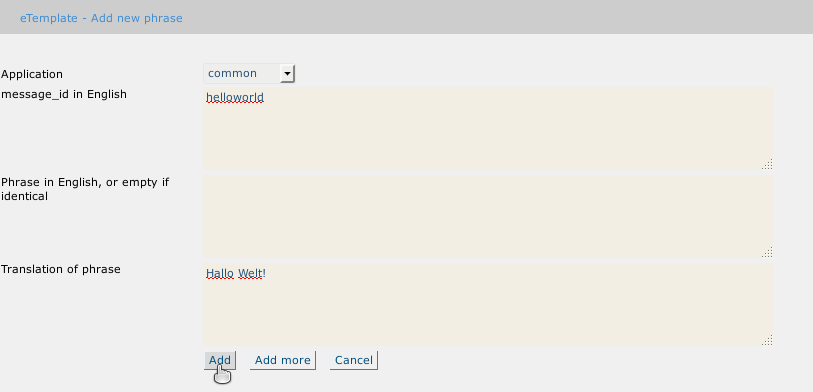 eTemplate - Add new phrase
Application
common
message_id in English
helloworld
Phrase in English, or empty if
identical
Translation of phrase
Hallo Welt!
Add
Add more
Cancel